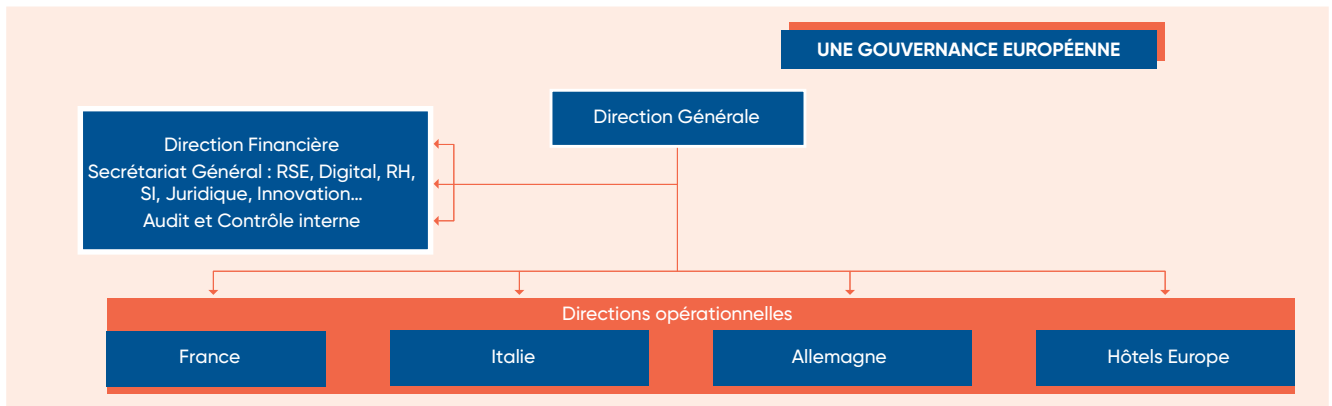 UNE GOUVERNANCE EUROPÉENNE
Direction Générale
Direction Financière
Secrétariat Général : RSE, Digital, RH,
SI, Juridique, Innovation…
Audit et Contrôle interne
Directions opérationnelles
France
Italie
Allemagne
Hôtels Europe